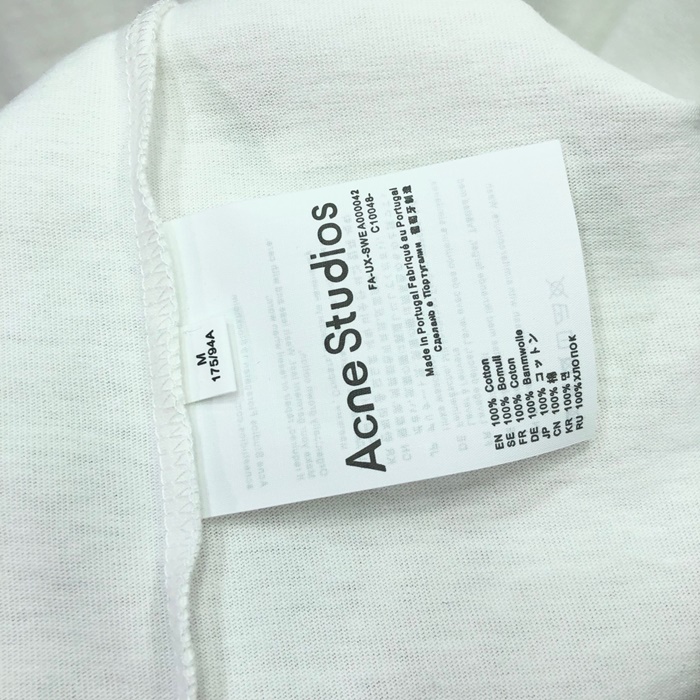 M
175/94A
Acne Studios
FA-UX-SWEA000042
C10048-
Made in Portugal Fabriqué au Portugal
Сделано в Португалии 葡萄牙制造
EN 100% Cotton
SE 100% Bomull
FR 100% Coton
DE 100% Banmwolle
JP 100% コットン
CN 100% 棉
KR 100% 면
RU 100% хлопок